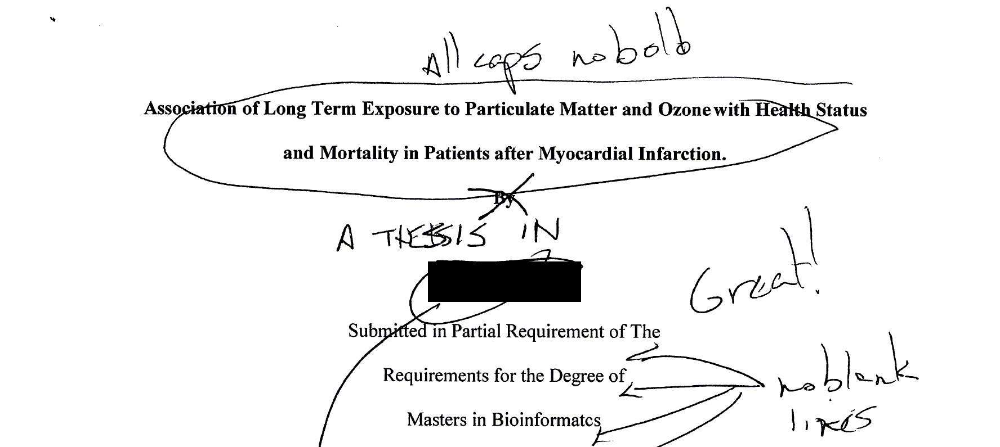 All caps no bold
Association of Long Term Exposure to Particulate Matter and Ozone with Health Status
and Mortality in Patients after Myocardial Infarction.
By
A THESIS IN
Great!
Submitted in Partial Requirement of The
Requirements for the Degree of
no blank
lines
Masters in Bioinformatcs